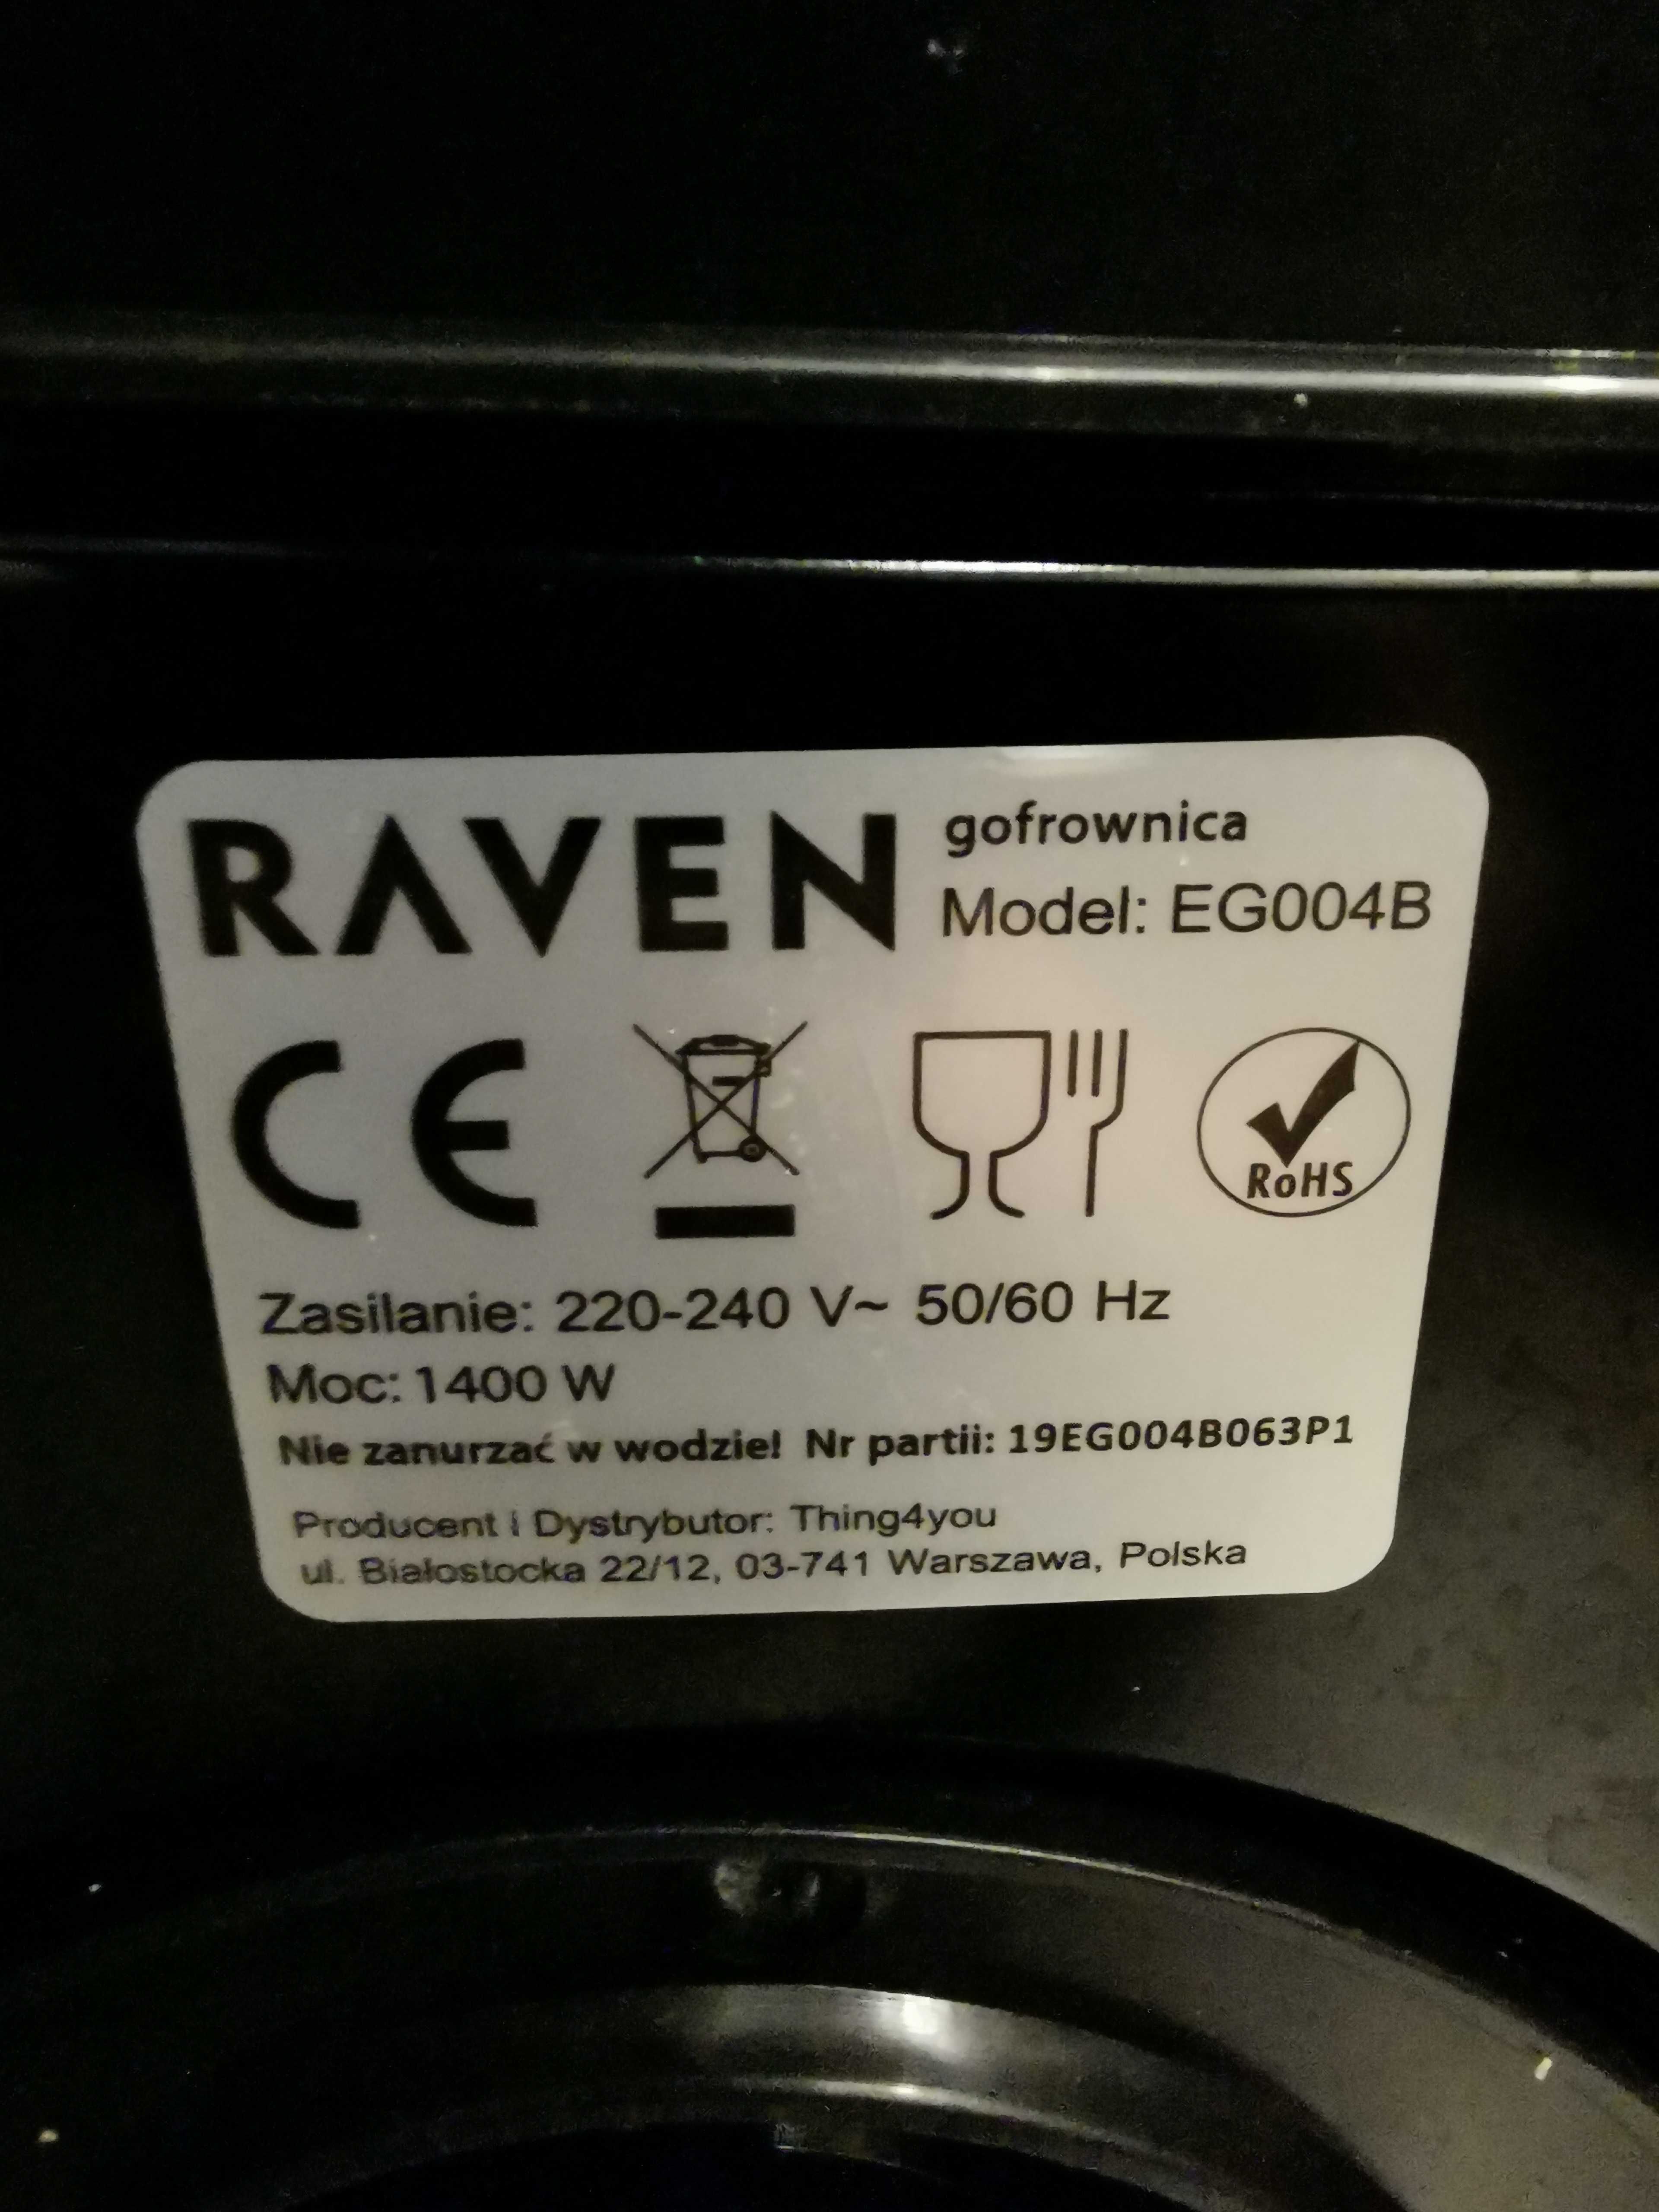 RAVEN
gofrownica
Model: EG004B
CE
RoHS
Zasilanie: 220-240 V~ 50/60 Hz
Moc: 1400 W
Nie zanurzać w wodzie! Nr partii: 19EG004B063P1
Producent i Dystrybutor: Thing4you
ul. Białostocka 22/12, 03-741 Warszawa, Polska